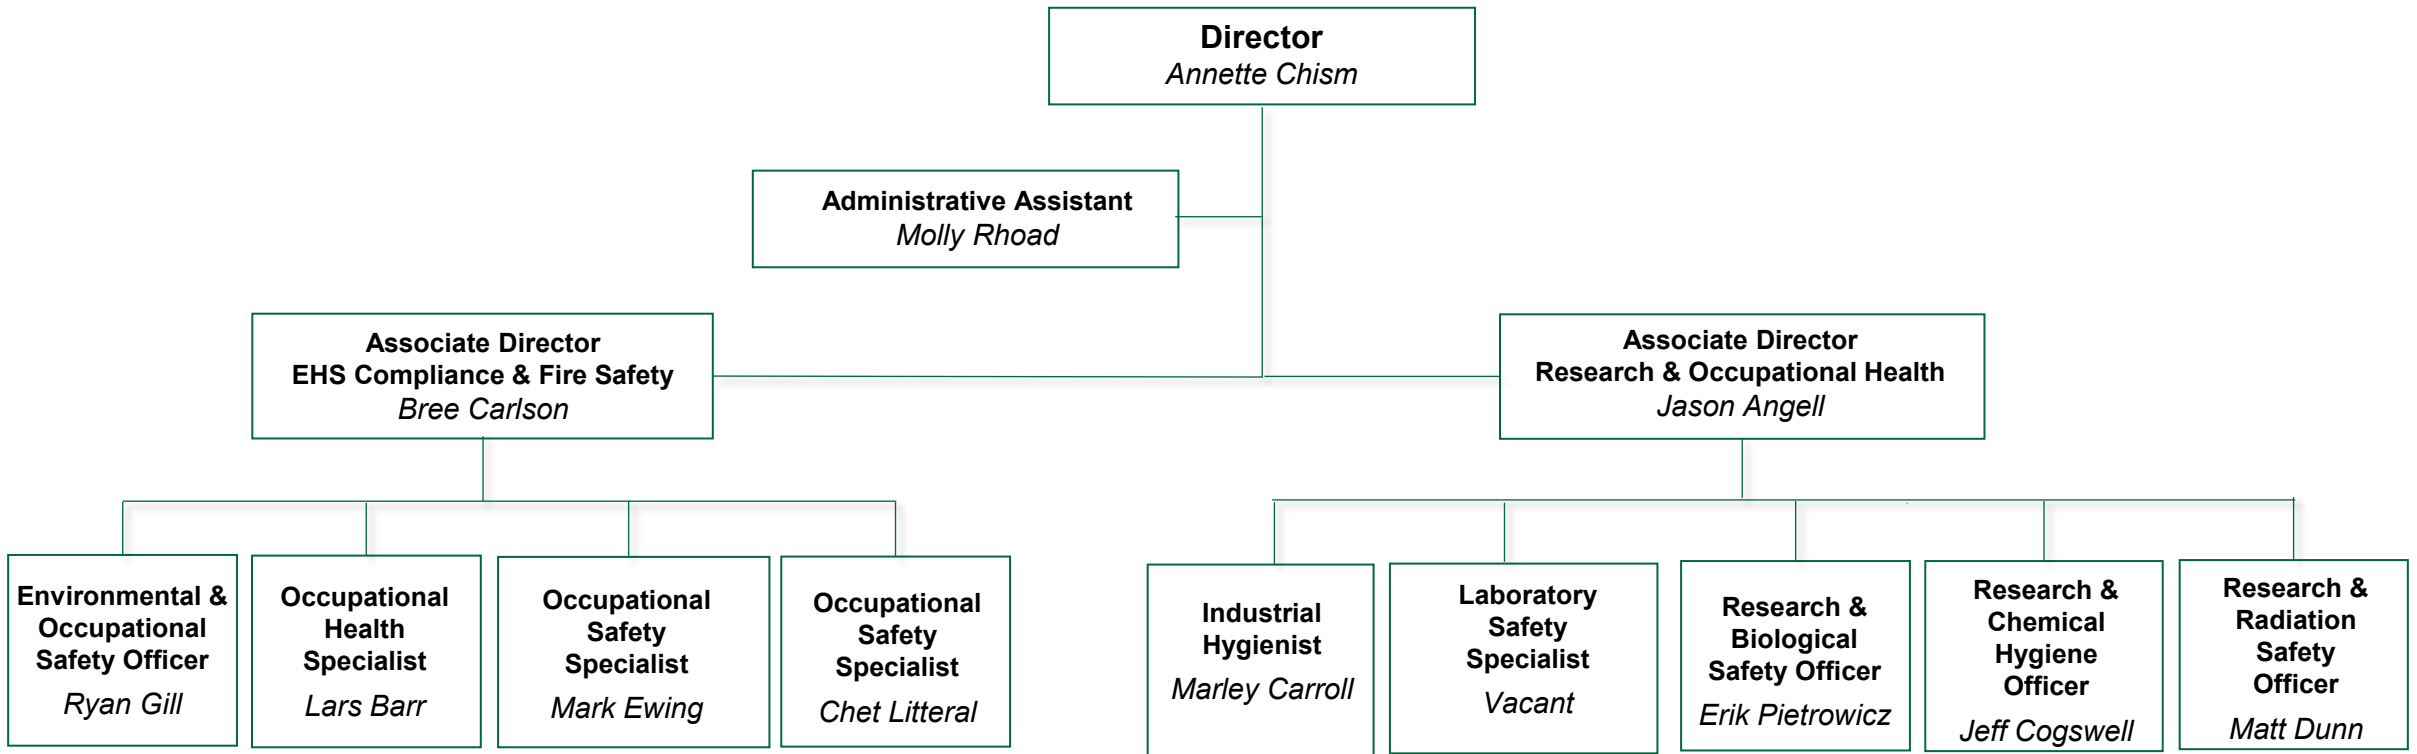 Director
Annette Chism
Administrative Assistant
Molly Rhoad
Associate Director
EHS Compliance & Fire Safety
Bree Carlson
Associate Director
Research & Occupational Health
Jason Angell
Environmental &
Occupational
Safety Officer
Ryan Gill
Occupational
Health
Specialist
Lars Barr
Occupational
Safety
Specialist
Mark Ewing
Occupational
Safety
Specialist
Chet Litteral
Industrial
Hygienist
Marley Carroll
Laboratory
Safety
Specialist
Vacant
Research &
Biological
Safety Officer
Erik Pietrowicz
Research &
Chemical
Hygiene
Officer
Jeff Cogswell
Research &
Radiation
Safety
Officer
Matt Dunn